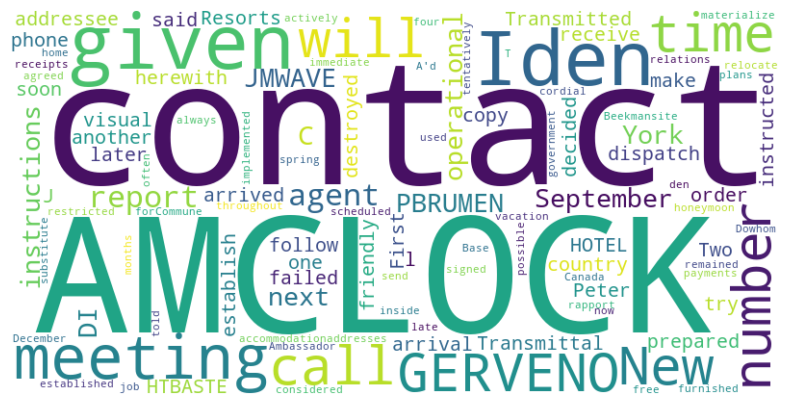 addressee said Resorts actively four Transmitted materialize
phone home given will immediate receive Iden time
receipts agreed herewith JMWAVE A'd T tentatively make relations relocate
soon cordial plans
contact
visual always destroyed C operational copy government Beekmansite York instructed
another implemented decided dispatch
instructions later often spring used
J report arrived agent PBRUMEN September den order
restricted forCommune throughout scheduled vacation honeymoon
AMCLOCK
substitute DI establish follow friendly First Base possible HOTEL Two Dowhom number
one l signed country Canada remained payments
months failed send inside Peter now try
next rapport
December told accommodationaddresses late arrival Transmittal prepared
meeting call Ambassador GERVENO New
established job HTBASTE considered free furnished